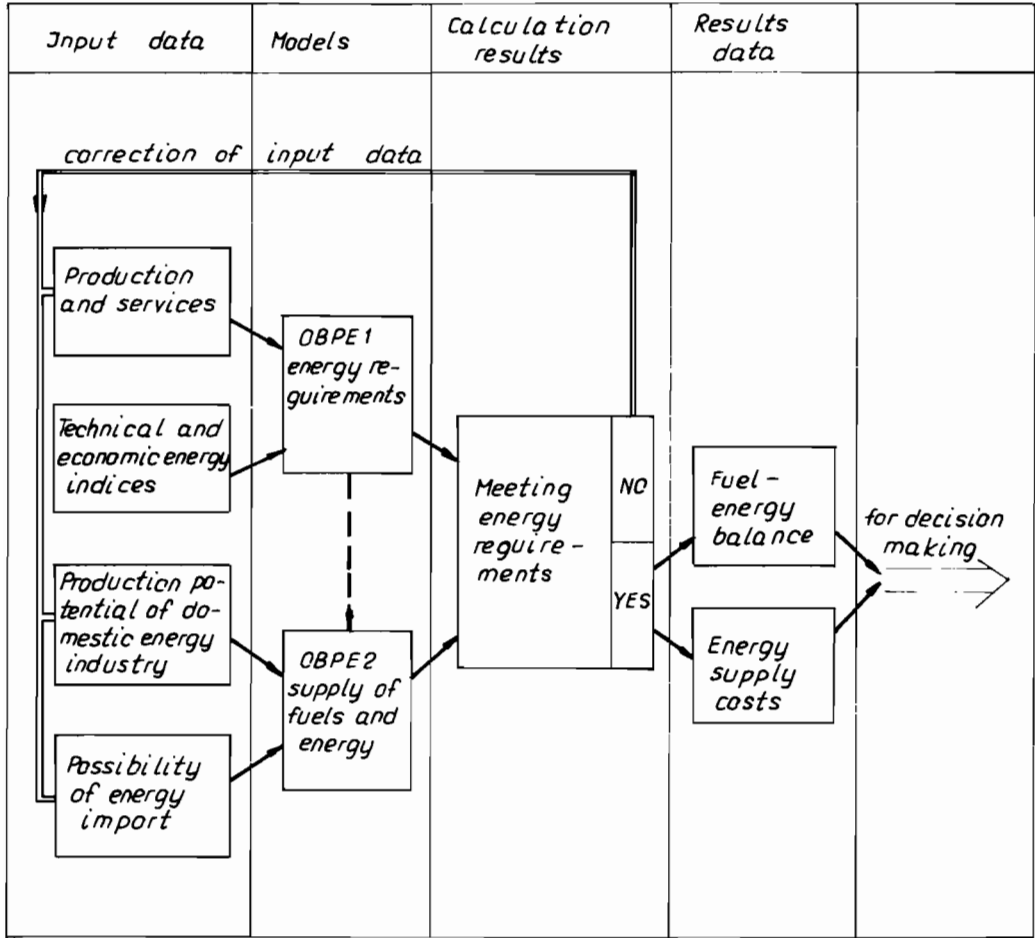 Input data
Models
Calculation
results
Results
data
correction of input data
Production
and services
Technical and
economic energy
indices
Production po-
tential of do-
mestic energy
industry
Possibility
of energy
import
OBPE1
energy re-
guirements
OBPE2
supply of
fuels and
energy
Meeting
energy
require-
ments
NO
YES
Fuel-
energy
balance
Energy
supply
costs
for decision
making